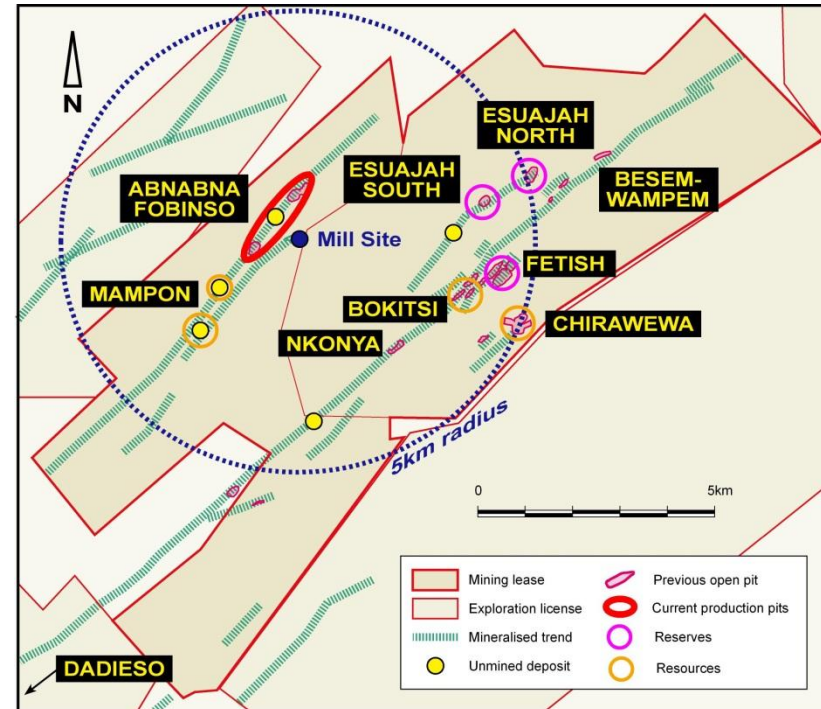 N
ESUAJAH
NORTH
ESUAJAH
SOUTH
ABNABNA
FOBINSO
BESEM-
WAMPEM
Mill Site
FETISH
MAMPON
BOKITSI
NKONYA
CHIRAWEWA
5km radius
0 5km
Mining lease
Exploration license
Mineralised trend
Unmined deposit
Previous open pit
Current production pits
Reserves
Resources
DADIESO